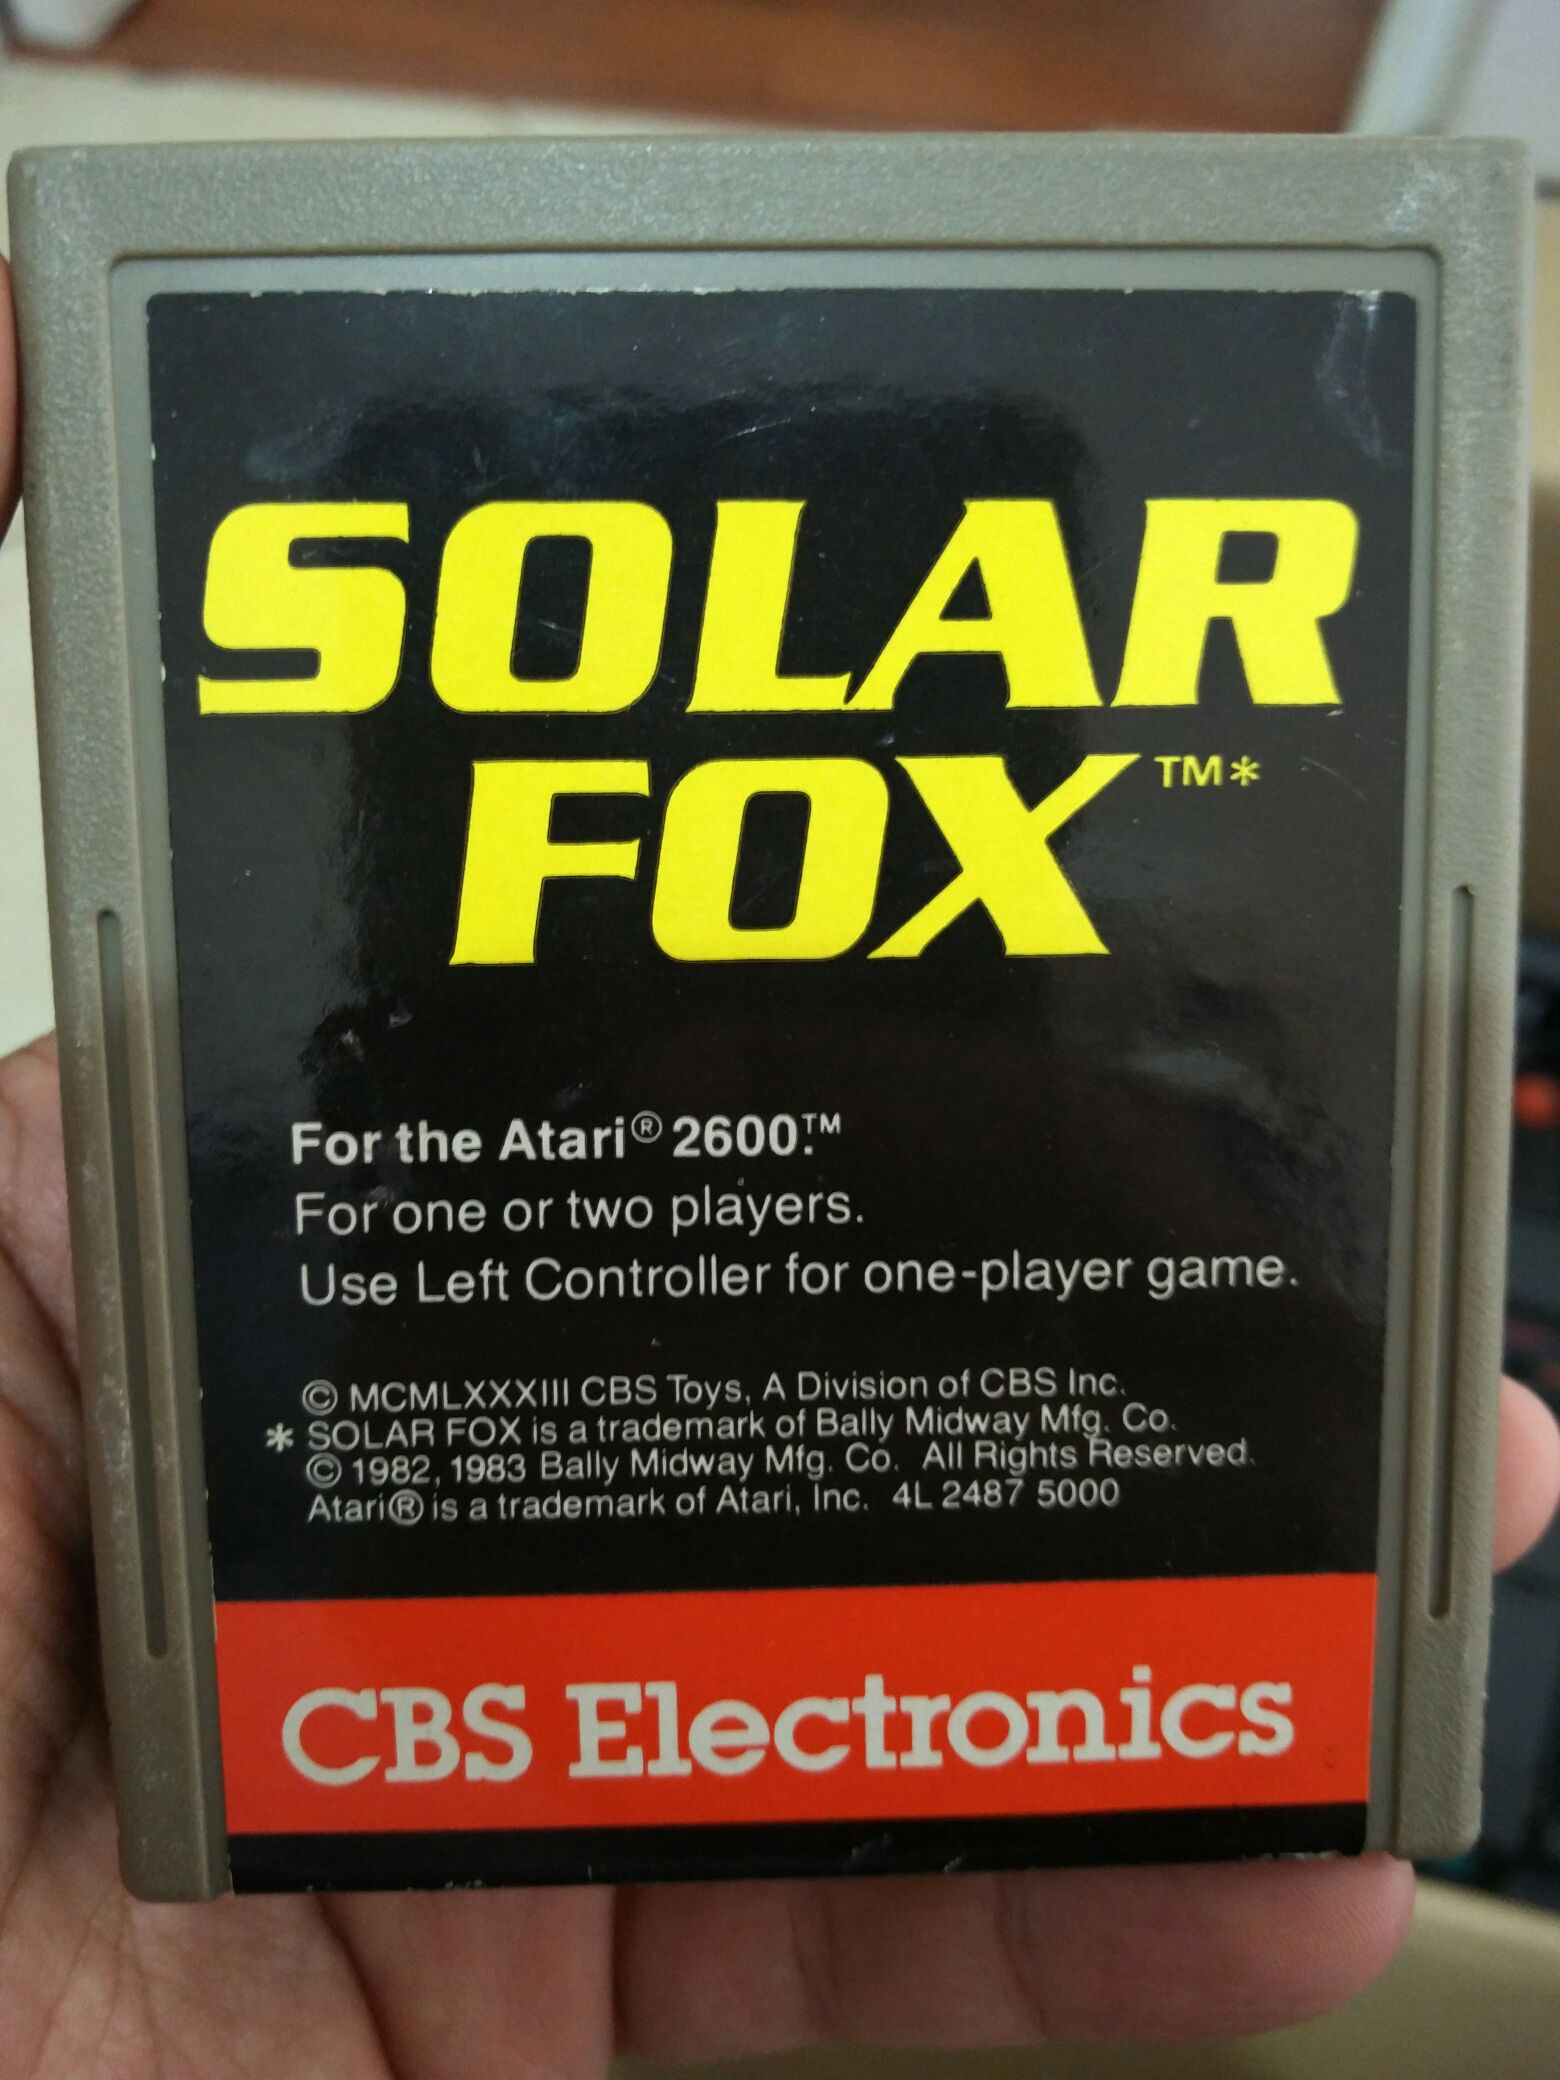 SOLAR
FOX™*
For the Atari® 2600.™
For one or two players.
Use Left Controller for one-player game.
© MCMLXXXIII CBS Toys, A Division of CBS Inc.
* SOLAR FOX is a trademark of Bally Midway Mfg. Co.
© 1982, 1983 Bally Midway Mfg. Co. All Rights Reserved.
Atari® is a trademark of Atari, Inc. 4L 2487 5000
CBS Electronics